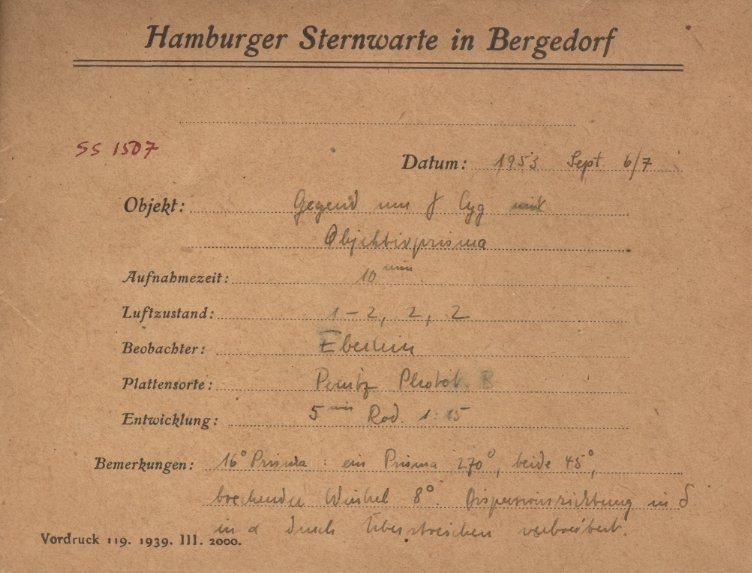 Hamburger Sternwarte in Bergedorf
SS 1507
Datum: 1953 Sept. 6/7
Objekt: Gegend um γ Cyg mit
Objektivprisma
Aufnahmezeit: 10 min
Luftzustand: 1–2, 2, 2
Beobachter:
Plattensorte: Perutz Photot. B
Entwicklung: 5 min Rod. 1:15
Bemerkungen: 16° Prisma: ein Prisma 270°, beide 45°,
brechender Winkel 8°. Dispersionsrichtung in δ
in α durch Überstreichen verbreitert.
Vordruck 119. 1939. III. 2000.